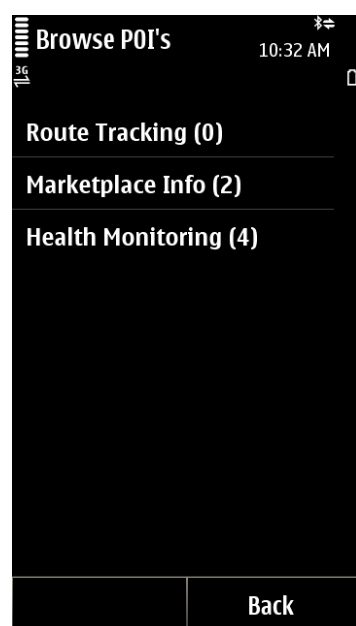 Browse POI's
10:32 AM
3G
Route Tracking (0)
Marketplace Info (2)
Health Monitoring (4)
Back